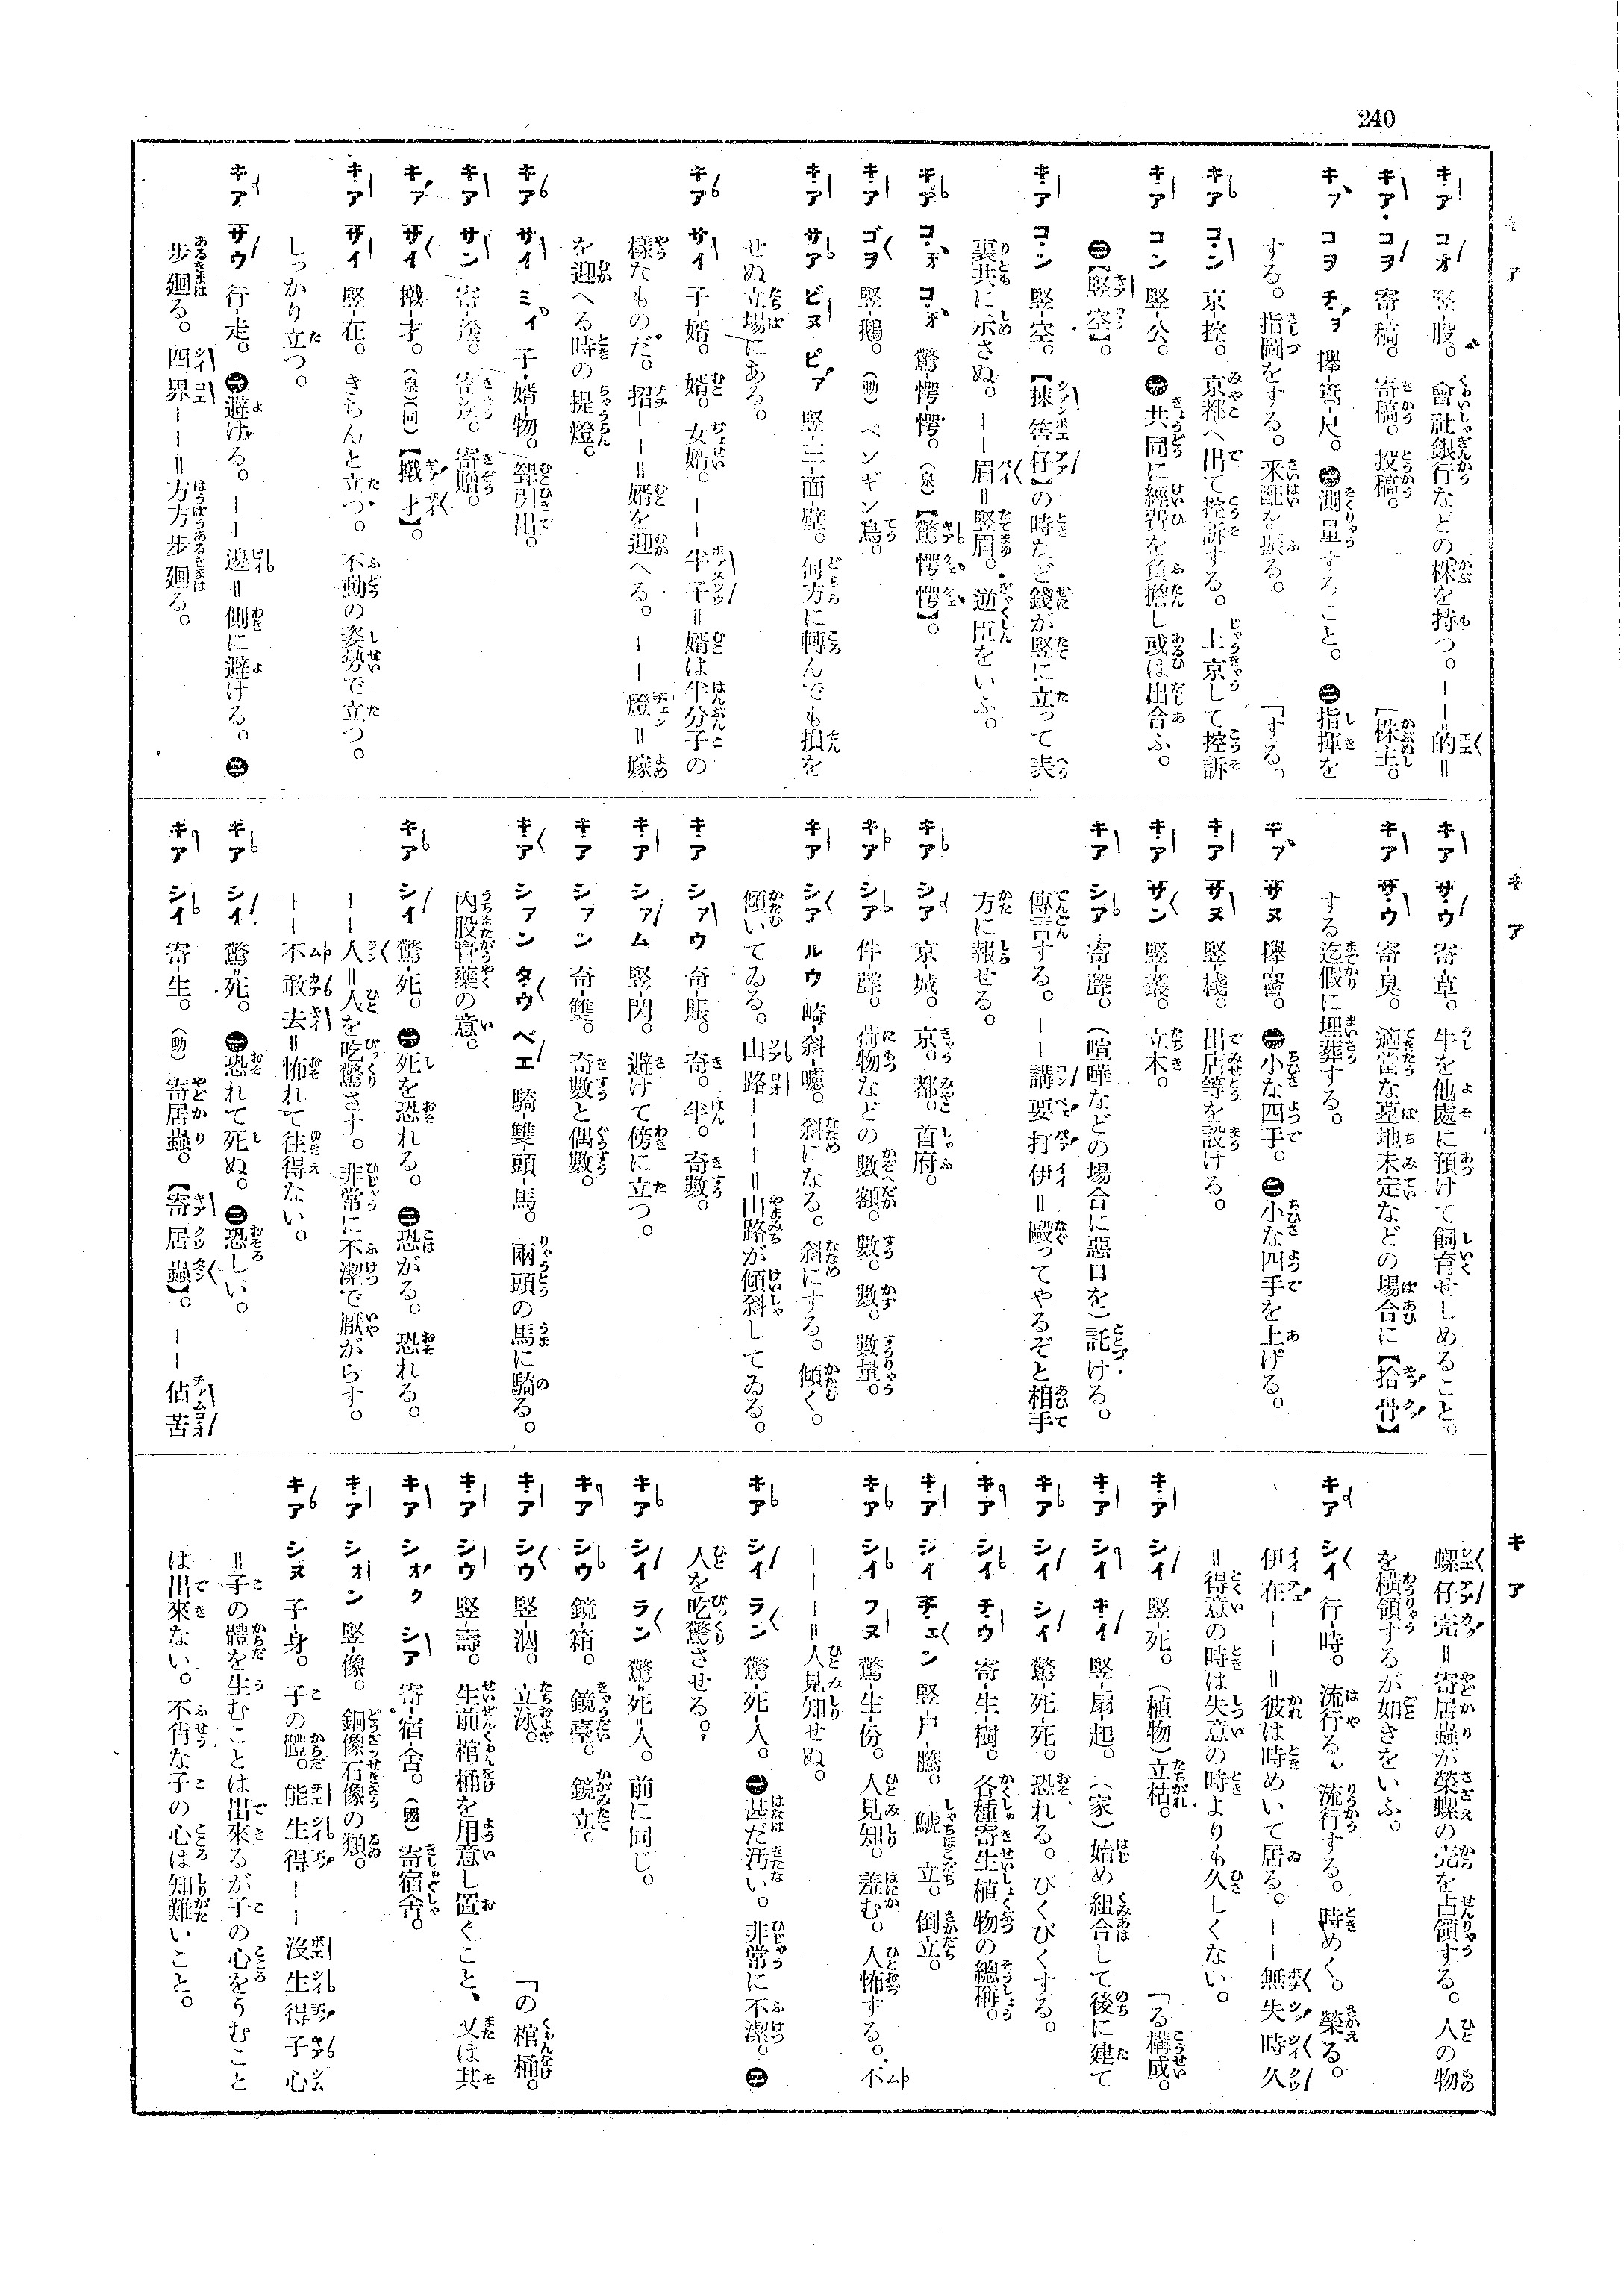 240
キア
キア コオ 竪-股。會社銀行などの株を持つ。――的=
キア コヲ 寄-稿。寄稿。投稿。 [株主。
キア コヲ チヲ 攑-篙-尺。㊀測量すること。㊁指揮を
する。指圖をする。釆配を振る。 「する。
キア コン 京-控。京都へ出て控訴する。上京して控訴
キア コン 竪-公。㊀共同に經費を負擔し或は出合ふ。
㊁【竪空】。
キア コン 竪-空。【揀筶仔】の時など錢が竪に立って表
裏共に示さぬ。――眉=竪眉。逆臣をいふ。
キア コオ コオ 驚-愕-愕。(泉)【驚愕愕】。
キア ゴヲ 竪-鵝。(動)ペンギン鳥。
キア サア ビヌ ピア 竪-三-面-壁。何方に轉んでも損を
せぬ立場にある。
キア サイ 子-婿。婿。女婿。――半子=婿は半分子の
樣なものだ。招――=婿を迎へる。――燈=嫁
を迎へる時の提燈。
キア サイ ミイ 子-婿-物。聟引出。
キア サン 寄-送。寄送。寄贈。
キア サイ 擮-才。(泉)(同)【擮才】。
キア サイ 竪-在。きちんと立つ。不動の姿勢で立つ。
しっかり立つ。
キア サウ 行-走。㊀避ける。――邊=側に避ける。㊁
步廻る。四界――=方方步廻る。
キア
キア サウ 寄-草。牛を他處に預けて飼育せしめること。
キア サウ 寄-臭。適當な墓地未定などの場合に【拾骨】
する迄假に埋葬する。
キア サヌ 攑-罾。㊀小な四手。㊁小な四手を上げる。
キア サヌ 竪-棧。出店等を設ける。
キア サン 竪-叢。立木。
キア シア 寄-聲。(喧嘩などの場合に惡口を)託ける。
傳言する。――講要打伊=毆ってやるぞと相手
方に報せる。
キア シア 京-城。京。都。首府。
キア シア 件-聲。荷物などの數額。數。數。數量。
キア シア ルウ 崎-斜-噓。斜になる。斜にする。傾く。
傾いてゐる。山路―――=山路が傾斜してゐる。
キア シアウ 奇-賬。奇。半。奇數。
キア シアム 竪-閃。避けて傍に立つ。
キア シアン 奇-雙。奇數と偶數。
キア シアン タウ ベエ 騎-雙-頭-馬。兩頭の馬に騎る。
內股膏藥の意。
キア シイ 驚-死。㊀死を恐れる。㊁恐がる。恐れる。
――人=人を吃驚さす。非常に不潔で厭がらす。
――不敢去=怖れて往得ない。
キア シイ 驚=死。㊀恐れて死ぬ。㊁恐しい。
キア シイ 寄-生。(動)寄居蟲。【寄居蟲】。――佔苦
キア
螺仔壳=寄居蟲が榮螺の壳を占領する。人の物
を橫領するが如きをいふ。
キア シイ 行-時。流行る。流行する。時めく。榮る。
伊在――=彼は時めいて居る。――無失時久
=得意の時は失意の時よりも久しくない。
キア シイ 竪-死。(植物)立枯。 「る構成。
キア シイ キイ 竪-扇-起。(家)始め組合して後に建て
キア シイ シイ 驚-死-死。恐れる。びくびくする。
キア シイ チウ 寄-生-樹。各種寄生植物の總稱。
キア シイ チエン 竪-户-騰。鯱立。倒立。
キア シイ フヌ 驚-生-份。人見知。羞む。人怖する。不
―――=人見知せぬ。
キア シイ ラン 驚-死-人。㊀甚だ汚い。非常に不潔。㊁
人を吃驚させる。
キア シイ ラン 驚=死=人。前に同じ。
キア シウ 鏡-箱。鏡臺。鏡立。
キア シウ 竪-泅。立泳。 「の棺桶。
キア シウ 竪-壽。生前棺桶を用意し置くこと、又は其
キア シオク シア 寄-宿-舍。(國)寄宿舍。
キア シオン 竪-像。銅像石像の類。
キア シヌ 子-身。子の體。能生得――沒生得子心
=子の體を生むことは出來るが子の心をうむこと
は出來ない。不肖な子の心は知難いこと。